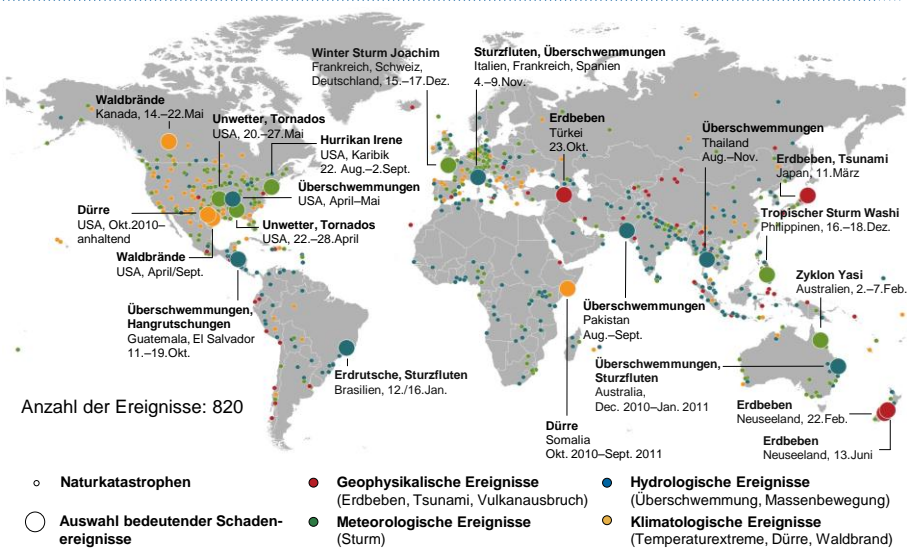 Winter Sturm Joachim
Frankreich, Schweiz,
Deutschland, 15.–17.Dez.
Sturzfluten, Überschwemmungen
Italien, Frankreich, Spanien
4.–9.Nov.
Waldbrände
Kanada, 14.–22.Mai
Unwetter, Tornados
USA, 20.–27.Mai
Hurrikan Irene
USA, Karibik
22. Aug.–2.Sept.
Erdbeben
Türkei
23.Okt.
Überschwemmungen
Thailand
Aug.–Nov.
Erdbeben, Tsunami
Japan, 11.März
Überschwemmungen
USA, April–Mai
Dürre
USA, Okt.2010–
anhaltend
Unwetter, Tornados
USA, 22.–28.April
Tropischer Sturm Washi
Philippinen, 16.–18.Dez.
Waldbrände
USA, April/Sept.
Zyklon Yasi
Australien, 2.–7.Feb.
Überschwemmungen,
Hangrutschungen
Guatemala, El Salvador
11.–19.Okt.
Überschwemmungen
Pakistan
Aug.–Sept.
Erdrutsche, Sturzfluten
Brasilien, 12./16.Jan.
Überschwemmungen,
Sturzfluten
Australia,
Dec. 2010–Jan. 2011
Anzahl der Ereignisse: 820
Dürre
Somalia
Okt. 2010–Sept. 2011
Erdbeben
Neuseeland, 22.Feb.
Erdbeben
Neuseeland, 13.Juni
Naturkatastrophen
Auswahl bedeutender Schaden-
ereignisse
Geophysikalische Ereignisse
(Erdbeben, Tsunami, Vulkanausbruch)
Meteorologische Ereignisse
(Sturm)
Hydrologische Ereignisse
(Überschwemmung, Massenbewegung)
Klimatologische Ereignisse
(Temperaturextreme, Dürre, Waldbrand)